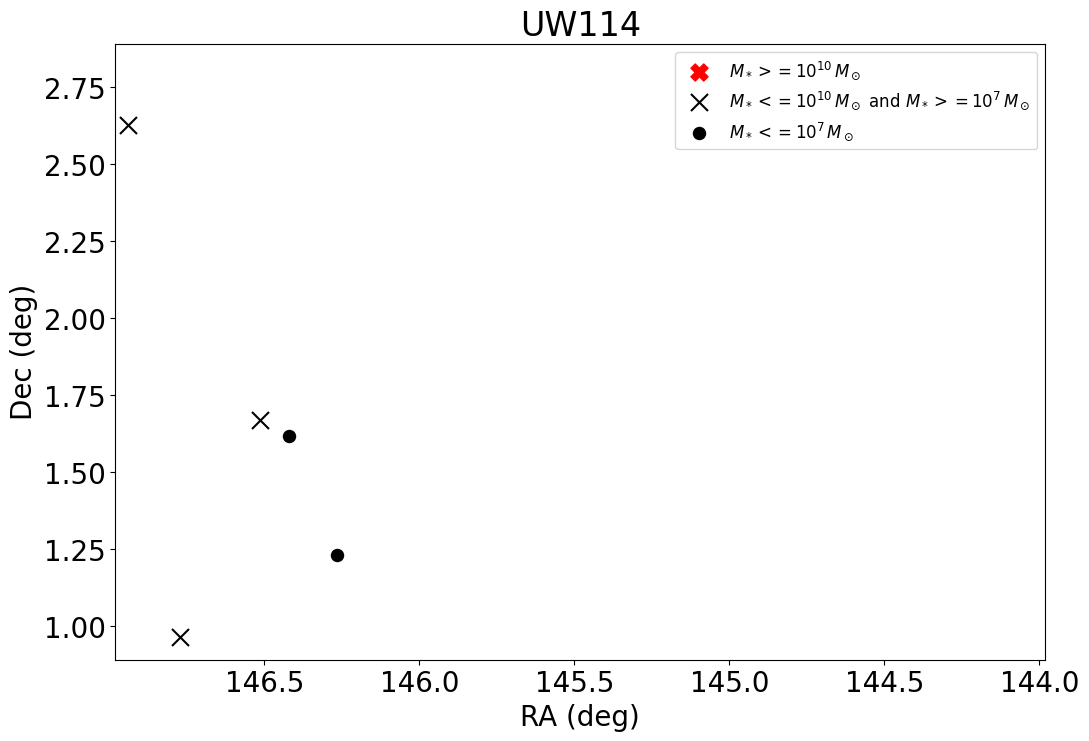 UW114
M* >= 10^10 M⊙
M* <= 10^10 M⊙ and M* >= 10^7 M⊙
M* <= 10^7 M⊙
2.75
2.50
2.25
2.00
1.75
1.50
1.25
1.00
Dec (deg)
146.5 146.0 145.5 145.0 144.5 144.0
RA (deg)